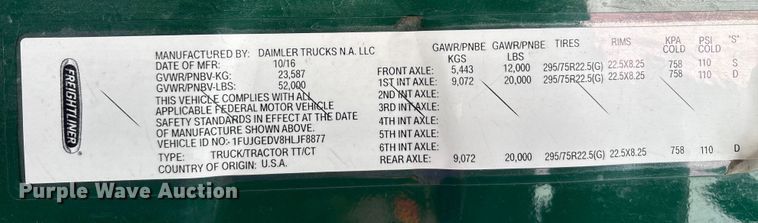 FREIGHTLINER
MANUFACTURED BY: DAIMLER TRUCKS N.A. LLC
DATE OF MFR: 10/16
GVWR/PNBV-KG: 23,587
GVWR/PNBV-LBS: 52,000
THIS VEHICLE COMPLIES WITH ALL
APPLICABLE FEDERAL MOTOR VEHICLE
SAFETY STANDARDS IN EFFECT AT THE DATE
OF MANUFACTURE SHOWN ABOVE.
VEHICLE ID NO.:1FUJGEDV8HLJF8877
TYPE: TRUCK/TRACTOR TT/CT
COUNTRY OF ORIGIN: U.S.A.
GAWR/PNBE GAWR/PNBE TIRES RIMS KPA PSI "S"
KGS LBS COLD COLD
FRONT AXLE: 5,443 12,000 295/75R22.5(G) 22.5X8.25 758 110 S
1ST INT AXLE: 9,072 20,000 295/75R22.5(G) 22.5X8.25 758 110 D
2ND INT AXLE:
3RD INT AXLE:
4TH INT AXLE:
5TH INT AXLE:
6TH INT AXLE:
REAR AXLE: 9,072 20,000 295/75R22.5(G) 22.5X8.25 758 110 D
Purple Wave Auction